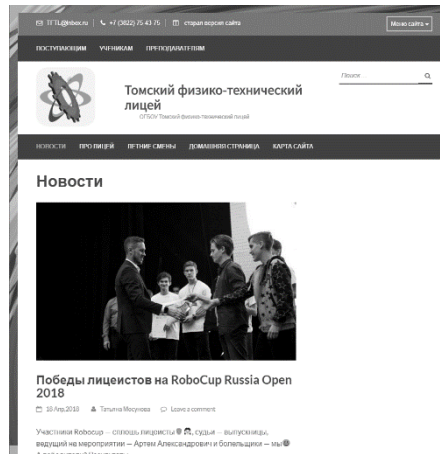 TFTL@inbox.ru +7 (3822) 75 43 75 старая версия сайта Меню сайта
ПОСТУПАЮЩИМ УЧЕНИКАМ ПРЕПОДАВАТЕЛЯМ
Томский физико-технический
лицей
ОГБОУ Томский физико-технический лицей
Поиск ...
НОВОСТИ ПРО ЛИЦЕЙ ЛЕТНИЕ СМЕНЫ ДОМАШНЯЯ СТРАНИЦА КАРТА САЙТА
Новости
Победы лицеистов на RoboCup Russia Open
2018
16 Апр,2018 Татьяна Мосунова Leave a comment
Участники Robocup – сплошь лицеисты, судьи – выпускницы,
ведущий на мероприятии – Артем Александрович и болельщики – мы